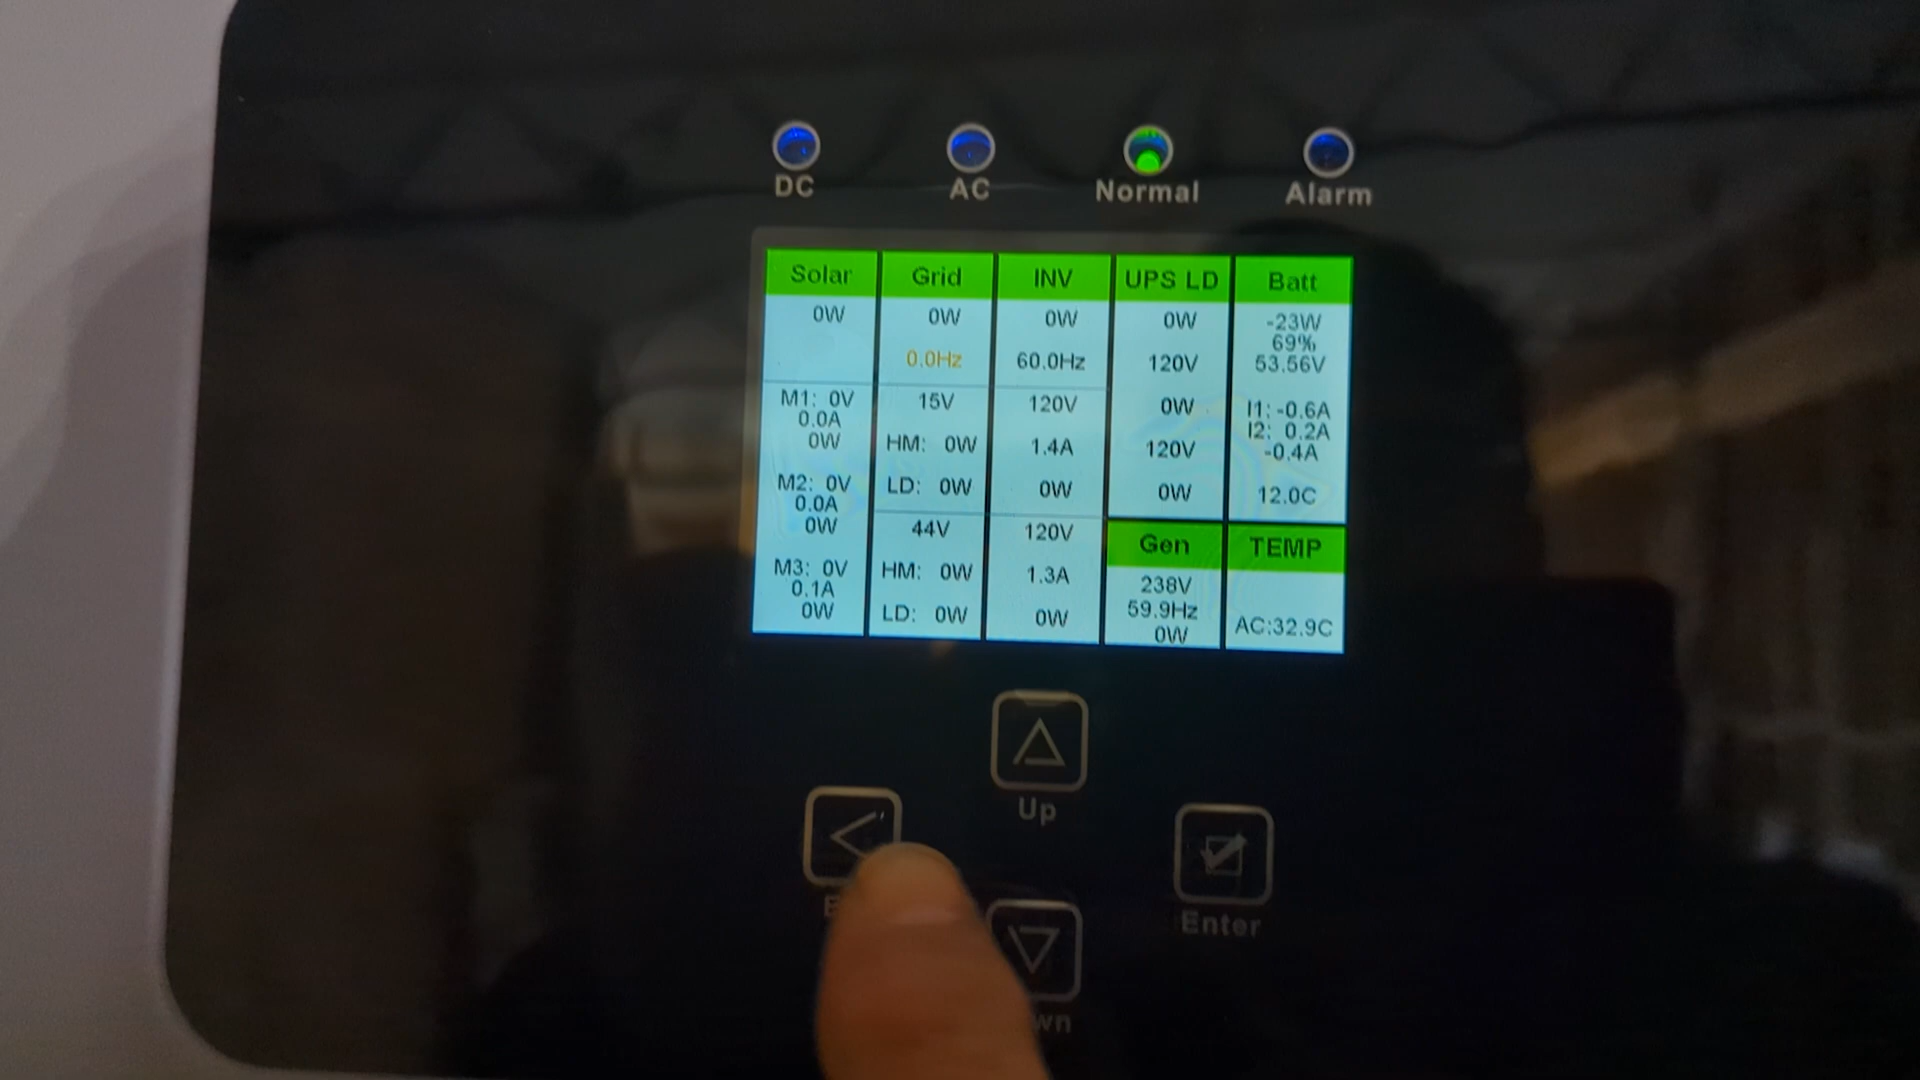 DC
AC
Normal
Alarm
Solar
0W
M1: 0V
0.0A
0W
M2: 0V
0.0A
0W
M3: 0V
0.1A
0W
Grid
0W
0.0Hz
15V
HM: 0W
LD: 0W
44V
HM: 0W
LD: 0W
INV
0W
60.0Hz
120V
1.4A
0W
120V
1.3A
0W
UPS LD
0W
120V
0W
120V
0W
Gen
238V
59.9Hz
0W
Batt
-23W
69%
53.56V
I1: -0.6A
I2: 0.2A
-0.4A
12.0C
TEMP
AC:32.9C
Up
Enter